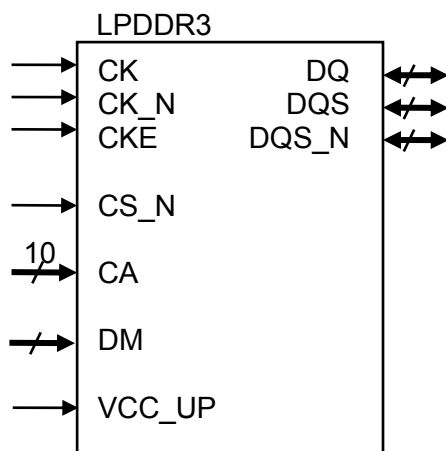 LPDDR3
CK DQ
CK_N DQS
CKE DQS_N
CS_N
10
CA
DM
VCC_UP